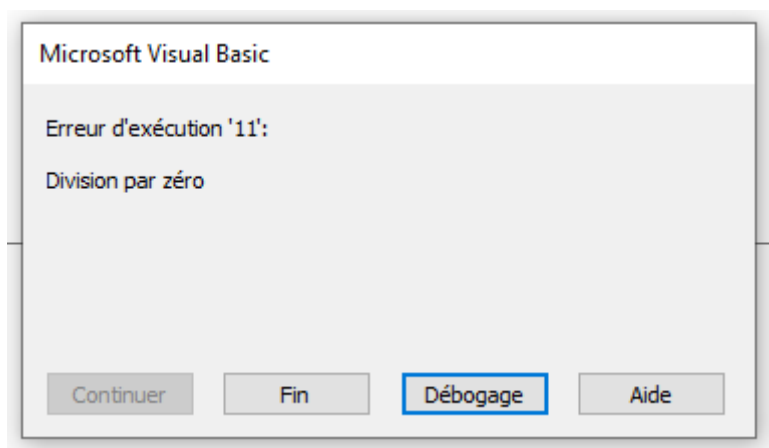 Microsoft Visual Basic
Erreur d'exécution '11':
Division par zéro
Continuer Fin Débogage Aide